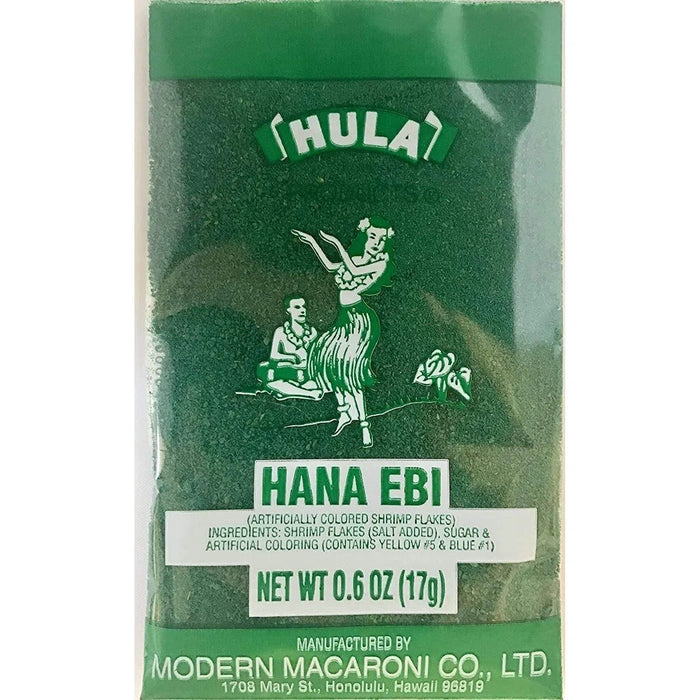 HULA
PRODUCTS ®
HANA EBI
(ARTIFICIALLY COLORED SHRIMP FLAKES)
INGREDIENTS: SHRIMP FLAKES (SALT ADDED), SUGAR &
ARTIFICIAL COLORING (CONTAINS YELLOW #5 & BLUE #1)
NET WT 0.6 OZ (17g)
MANUFACTURED BY
MODERN MACARONI CO., LTD.
1708 Mary St., Honolulu, Hawaii 96819